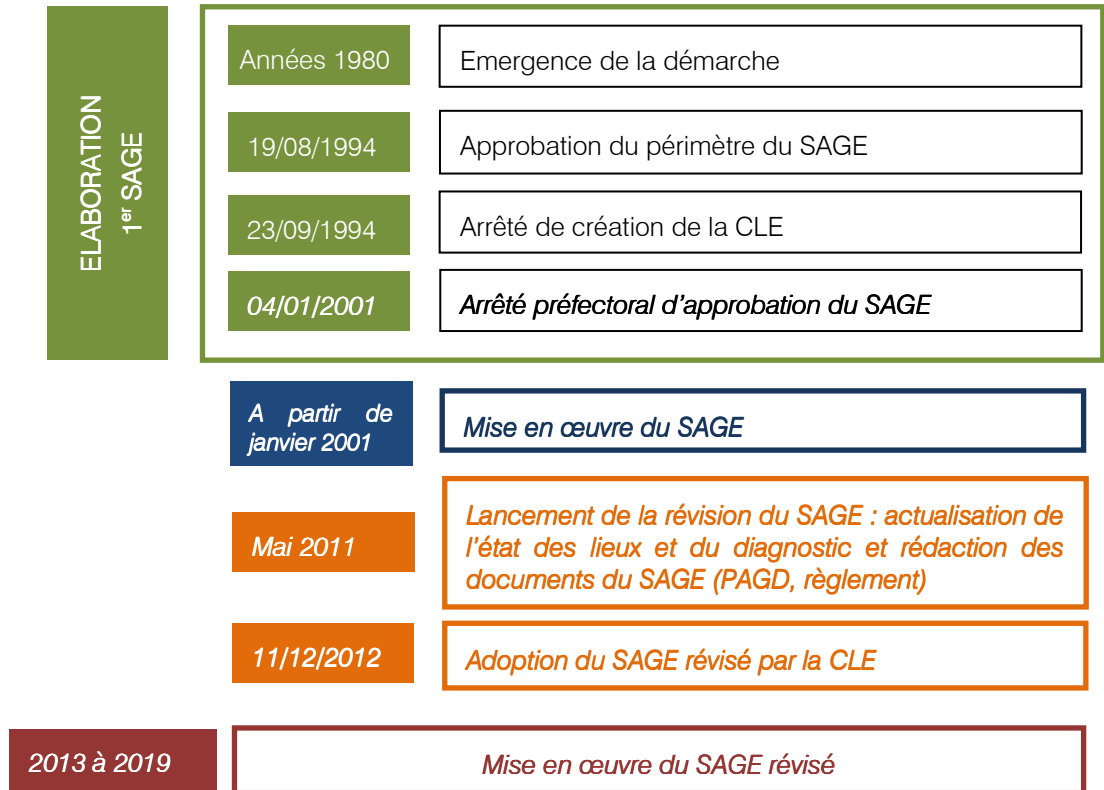 ELABORATION
1er SAGE
Années 1980
Emergence de la démarche
19/08/1994
Approbation du périmètre du SAGE
23/09/1994
Arrêté de création de la CLE
04/01/2001
Arrêté préfectoral d’approbation du SAGE
A partir de
janvier 2001
Mise en œuvre du SAGE
Mai 2011
Lancement de la révision du SAGE : actualisation de
l’état des lieux et du diagnostic et rédaction des
documents du SAGE (PAGD, règlement)
11/12/2012
Adoption du SAGE révisé par la CLE
2013 à 2019
Mise en œuvre du SAGE révisé